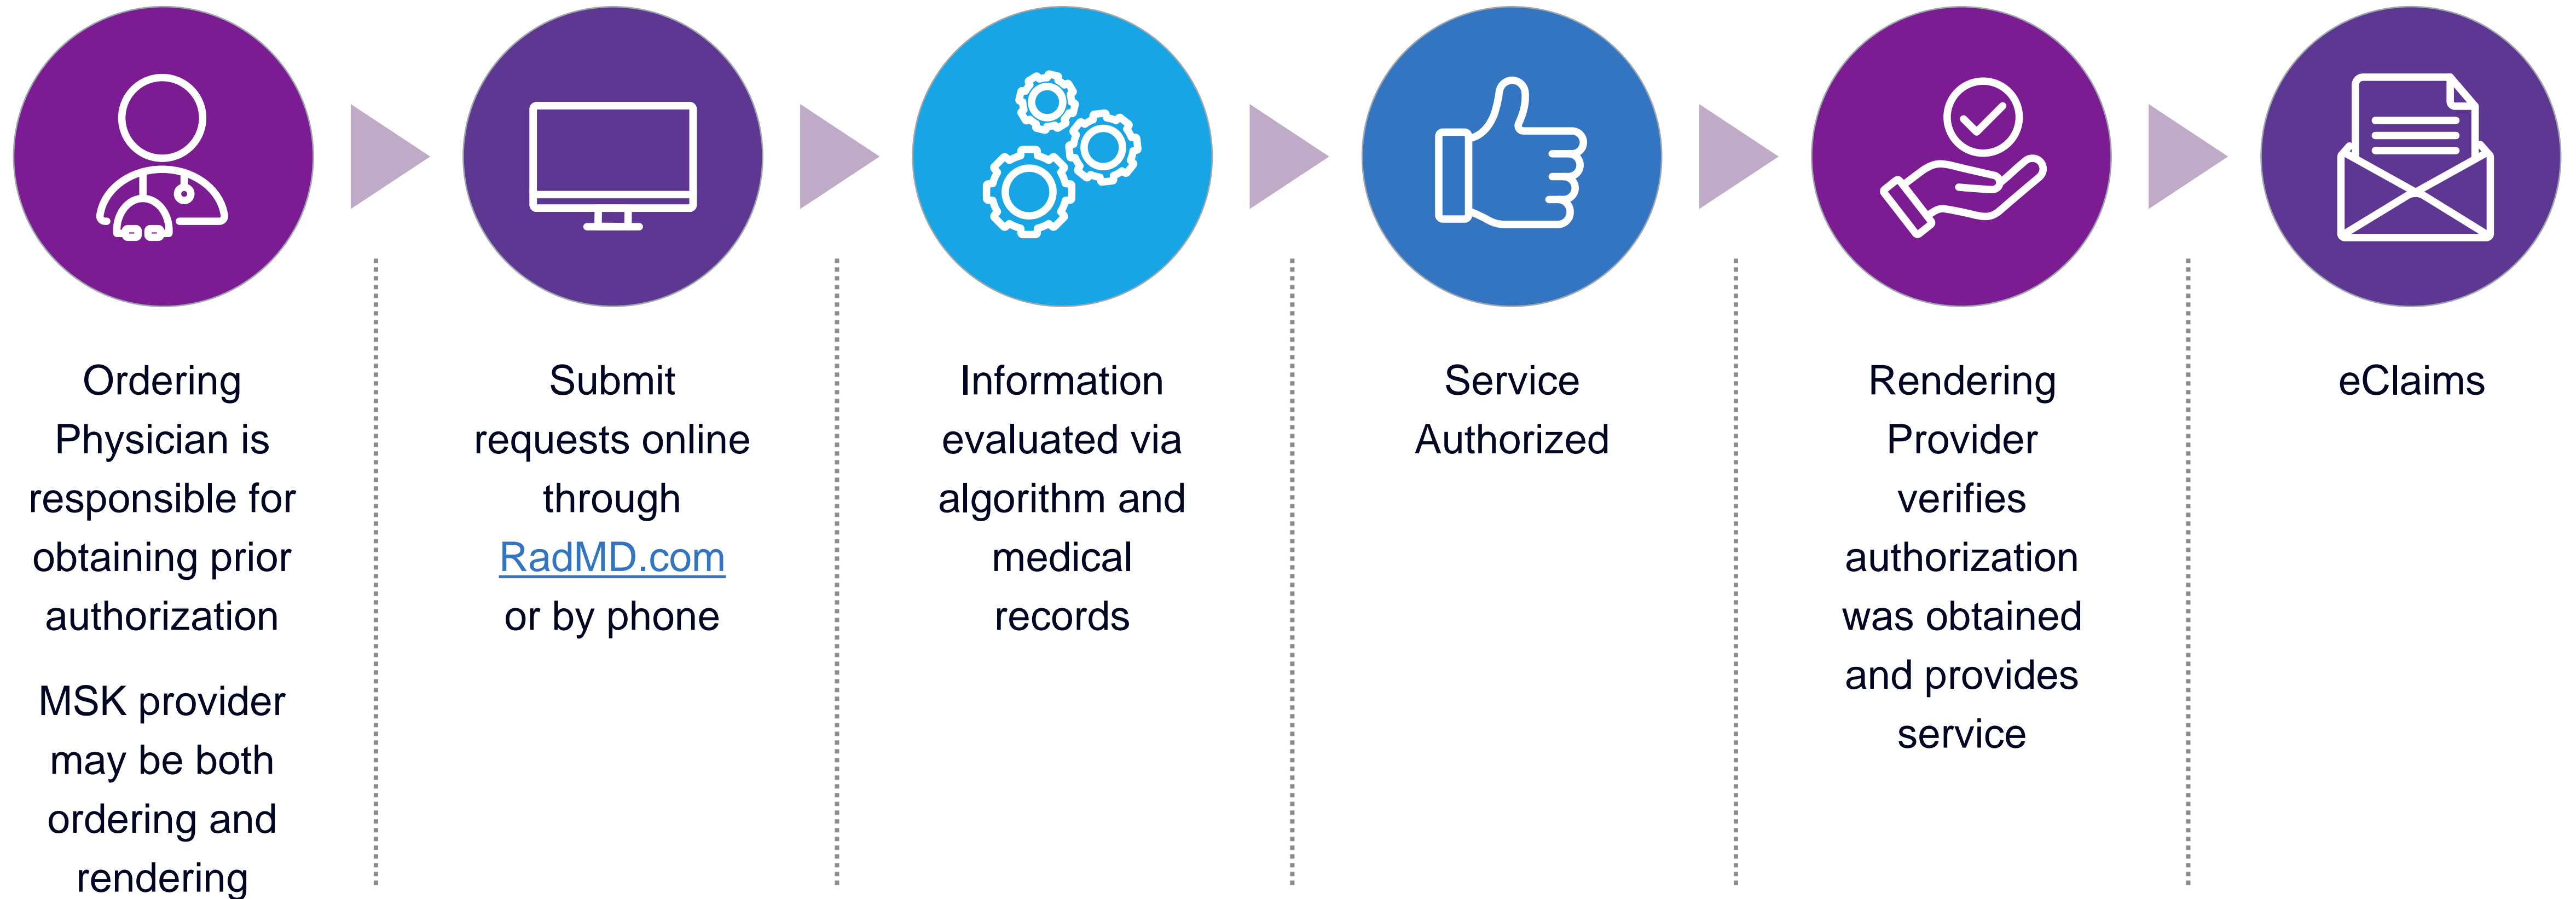 Ordering
Physician is
responsible for
obtaining prior
authorization
MSK provider
may be both
ordering and
rendering
Submit
requests online
through
RadMD.com
or by phone
Information
evaluated via
algorithm and
medical
records
Service
Authorized
Rendering
Provider
verifies
authorization
was obtained
and provides
service
eClaims